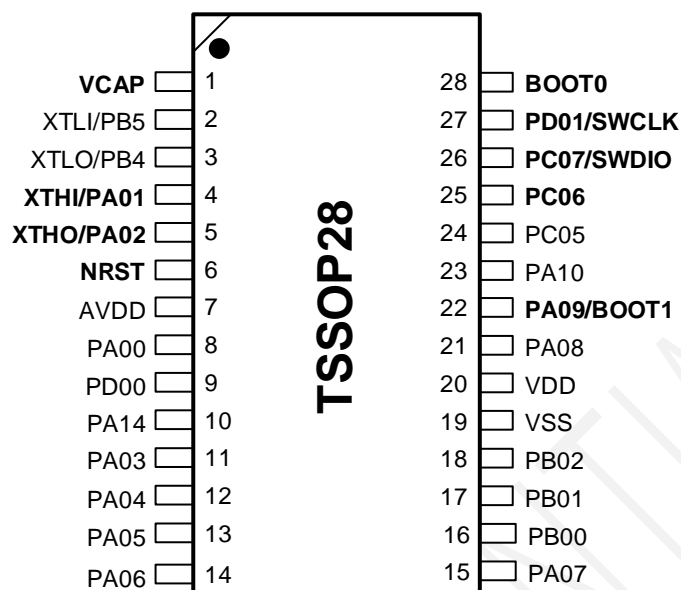 VCAP 1 28 BOOT0
XTLI/PB5 2 27 PD01/SWCLK
XTLO/PB4 3 26 PC07/SWDIO
XTHI/PA01 4 25 PC06
XTHO/PA02 5 24 PC05
NRST 6 23 PA10
AVDD 7 22 PA09/BOOT1
PA00 8 21 PA08
PD00 9 20 VDD
PA14 10 19 VSS
PA03 11 18 PB02
PA04 12 17 PB01
PA05 13 16 PB00
PA06 14 15 PA07
TSSOP28